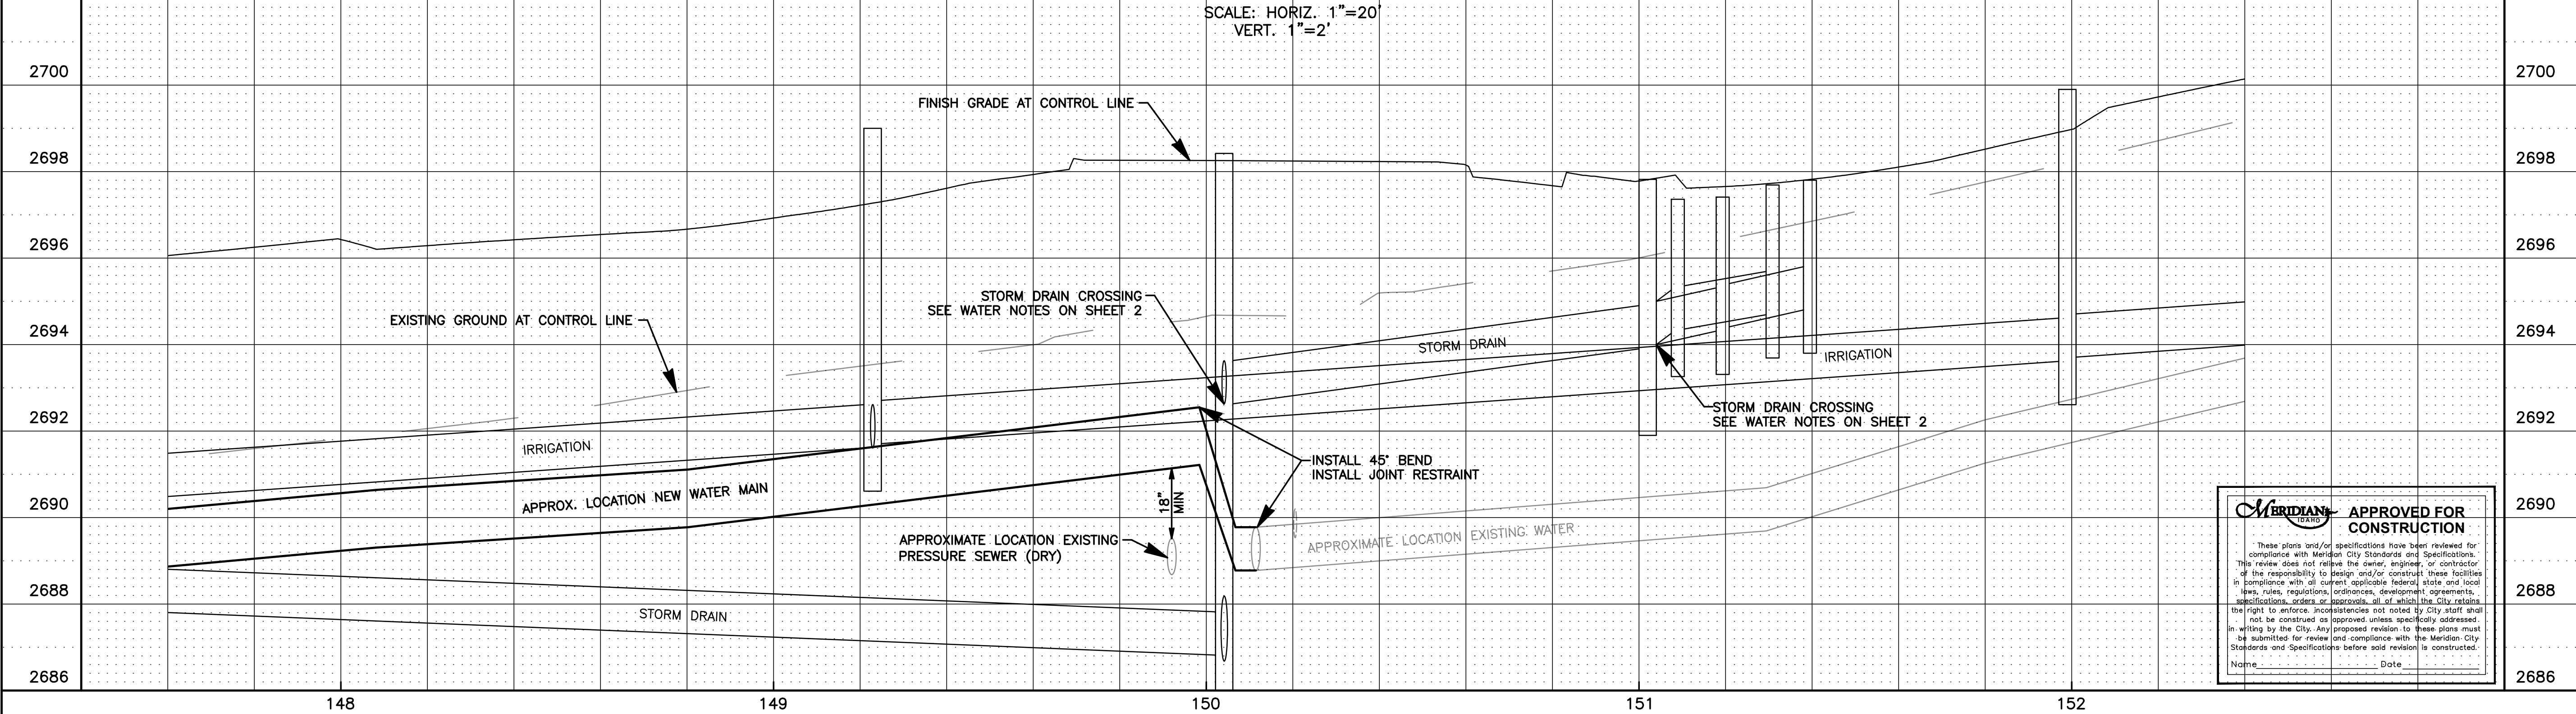 SCALE: HORIZ. 1"=20'
VERT. 1"=2'
2700
2700
FINISH GRADE AT CONTROL LINE
2698
2698
2696
2696
STORM DRAIN CROSSING
SEE WATER NOTES ON SHEET 2
EXISTING GROUND AT CONTROL LINE
2694
2694
STORM DRAIN
IRRIGATION
STORM DRAIN CROSSING
SEE WATER NOTES ON SHEET 2
2692
2692
IRRIGATION
INSTALL 45° BEND
INSTALL JOINT RESTRAINT
APPROX. LOCATION NEW WATER MAIN
18"
MIN
2690
2690
APPROXIMATE LOCATION EXISTING
PRESSURE SEWER (DRY)
APPROXIMATE LOCATION EXISTING WATER
2688
2688
STORM DRAIN
2686
2686
148
149
150
151
152
MERIDIAN
IDAHO
APPROVED FOR
CONSTRUCTION
These plans and/or specifications have been reviewed for
compliance with Meridian City Standards and Specifications.
This review does not relieve the owner, engineer, or contractor
of the responsibility to design and/or construct these facilities
in compliance with all current applicable federal, state and local
laws, rules, regulations, ordinances, development agreements,
specifications, orders or approvals, all of which the City retains
the right to enforce. inconsistencies not noted by City staff shall
not be construed as approved unless specifically addressed
in writing by the City. Any proposed revision to these plans must
be submitted for review and compliance with the Meridian City
Standards and Specifications before said revision is constructed.
Name Date